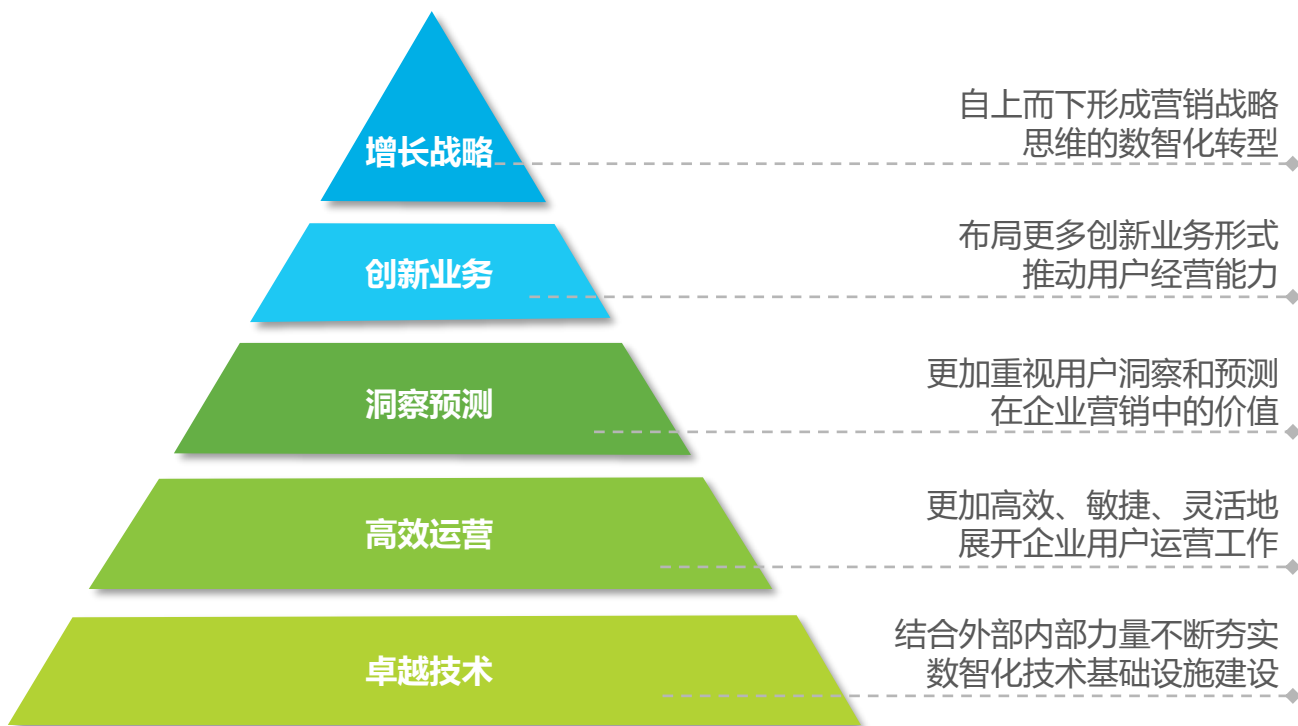 自上而下形成营销战略
思维的数智化转型
增长战略
布局更多创新业务形式
推动用户经营能力
创新业务
更加重视用户洞察和预测
在企业营销中的价值
洞察预测
更加高效、敏捷、灵活地
展开企业用户运营工作
高效运营
结合外部内部力量不断夯实
数智化技术基础设施建设
卓越技术